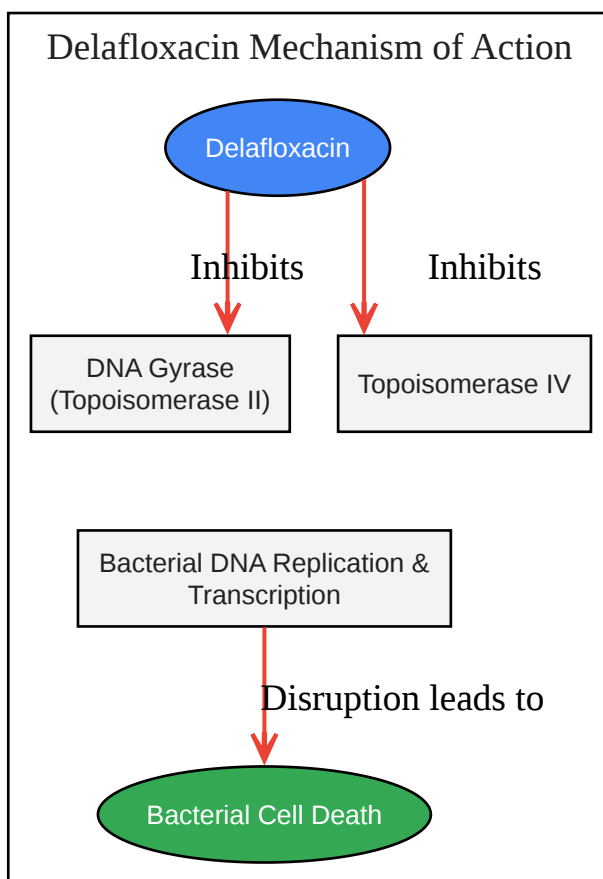 Delafloxacin Mechanism of Action
Delafloxacin
Inhibits
Inhibits
DNA Gyrase
(Topoisomerase II)
Topoisomerase IV
Bacterial DNA Replication &
Transcription
Disruption leads to
Bacterial Cell Death